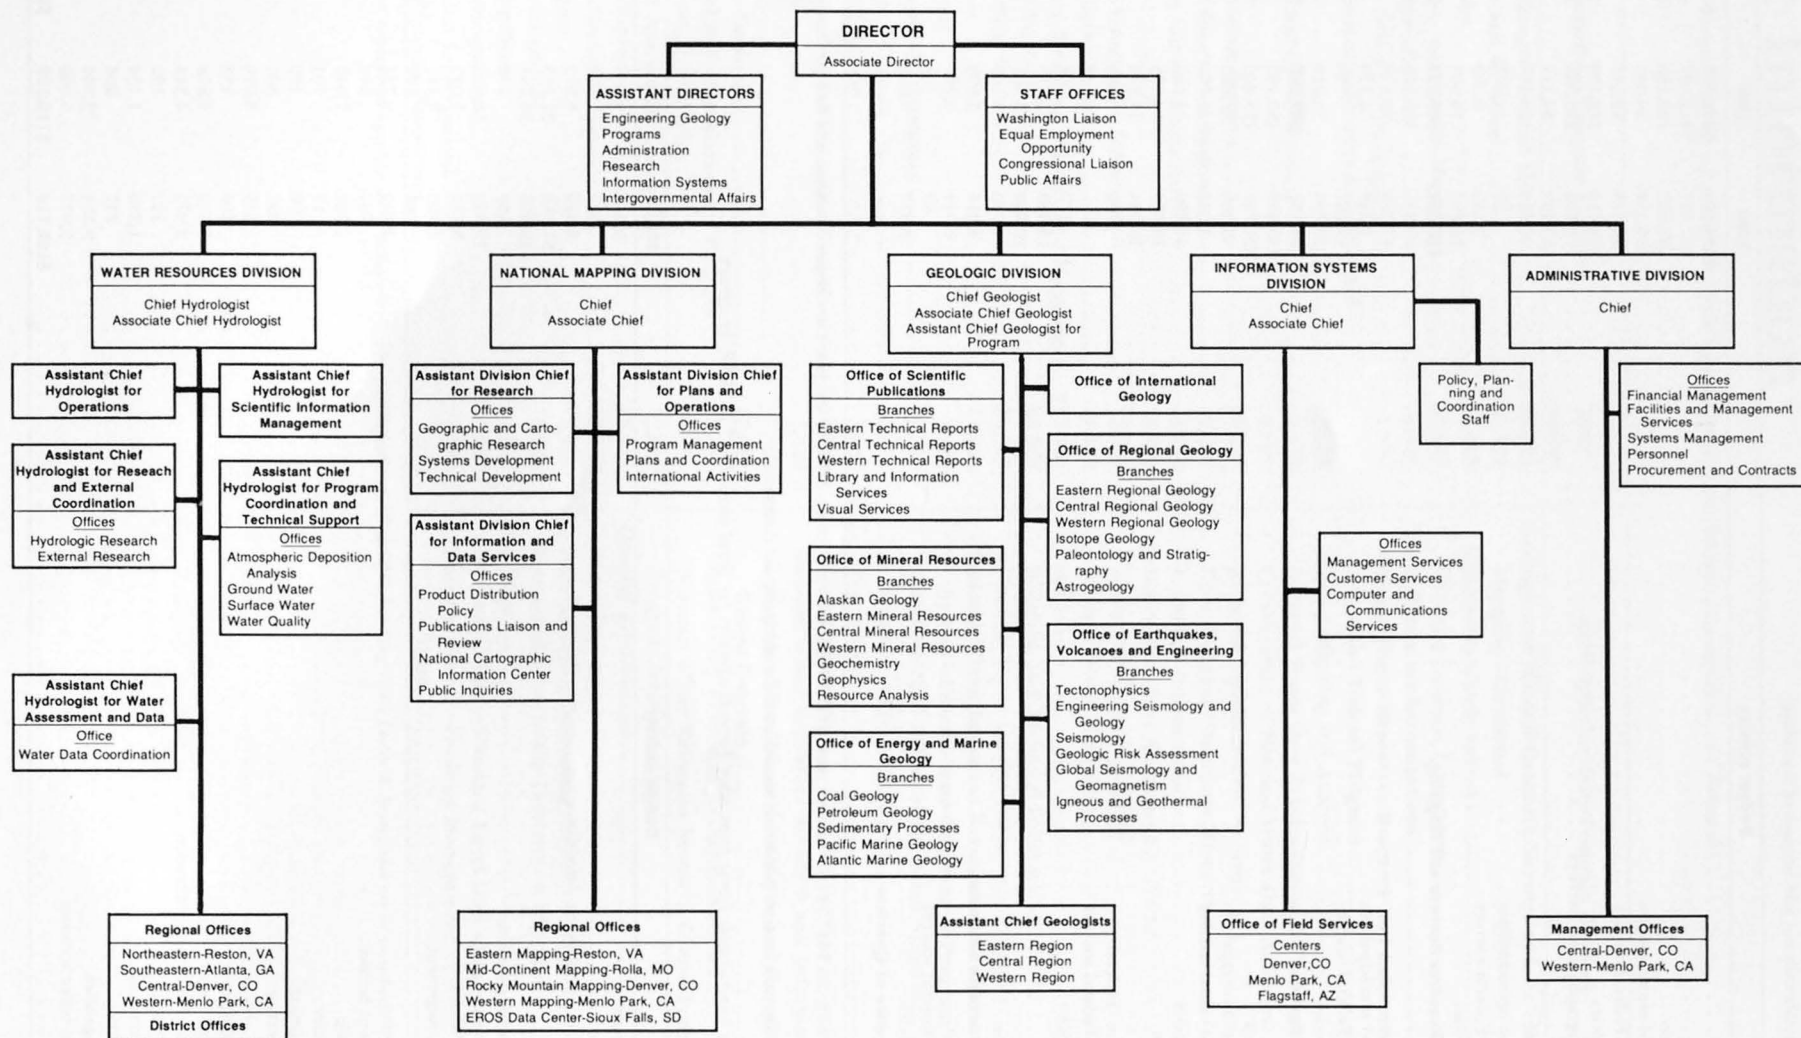 DIRECTOR
Associate Director
ASSISTANT DIRECTORS
Engineering Geology
Programs
Administration
Research
Information Systems
Intergovernmental Affairs
STAFF OFFICES
Washington Liaison
Equal Employment
Opportunity
Congressional Liaison
Public Affairs
WATER RESOURCES DIVISION
Chief Hydrologist
Associate Chief Hydrologist
Assistant Chief
Hydrologist for
Operations
Assistant Chief
Hydrologist for
Scientific Information
Management
Assistant Chief
Hydrologist for Reseach
and External
Coordination
Offices
Hydrologic Research
External Research
Assistant Chief
Hydrologist for Program
Coordination and
Technical Support
Offices
Atmospheric Deposition
Analysis
Ground Water
Surface Water
Water Quality
Assistant Chief
Hydrologist for Water
Assessment and Data
Office
Water Data Coordination
Regional Offices
Northeastern-Reston, VA
Southeastern-Atlanta, GA
Central-Denver, CO
Western-Menlo Park, CA
District Offices
NATIONAL MAPPING DIVISION
Chief
Associate Chief
Assistant Division Chief
for Research
Offices
Geographic and Carto-
graphic Research
Systems Development
Technical Development
Assistant Division Chief
for Plans and
Operations
Offices
Program Management
Plans and Coordination
International Activities
Assistant Division Chief
for Information and
Data Services
Offices
Product Distribution
Policy
Publications Liaison and
Review
National Cartographic
Information Center
Public Inquiries
Regional Offices
Eastern Mapping-Reston, VA
Mid-Continent Mapping-Rolla, MO
Rocky Mountain Mapping-Denver, CO
Western Mapping-Menlo Park, CA
EROS Data Center-Sioux Falls, SD
GEOLOGIC DIVISION
Chief Geologist
Associate Chief Geologist
Assistant Chief Geologist for
Program
Office of Scientific
Publications
Branches
Eastern Technical Reports
Central Technical Reports
Western Technical Reports
Library and Information
Services
Visual Services
Office of International
Geology
Office of Regional Geology
Branches
Eastern Regional Geology
Central Regional Geology
Western Regional Geology
Isotope Geology
Paleontology and Stratig-
raphy
Astrogeology
Office of Mineral Resources
Branches
Alaskan Geology
Eastern Mineral Resources
Central Mineral Resources
Western Mineral Resources
Geochemistry
Geophysics
Resource Analysis
Office of Earthquakes,
Volcanoes and Engineering
Branches
Tectonophysics
Engineering Seismology and
Geology
Seismology
Geologic Risk Assessment
Global Seismology and
Geomagnetism
Igneous and Geothermal
Processes
Office of Energy and Marine
Geology
Branches
Coal Geology
Petroleum Geology
Sedimentary Processes
Pacific Marine Geology
Atlantic Marine Geology
Assistant Chief Geologists
Eastern Region
Central Region
Western Region
INFORMATION SYSTEMS
DIVISION
Chief
Associate Chief
Policy, Plan-
ning and
Coordination
Staff
Offices
Management Services
Customer Services
Computer and
Communications
Services
Office of Field Services
Centers
Denver,CO
Menlo Park, CA
Flagstaff, AZ
ADMINISTRATIVE DIVISION
Chief
Offices
Financial Management
Facilities and Management
Services
Systems Management
Personnel
Procurement and Contracts
Management Offices
Central-Denver, CO
Western-Menlo Park, CA